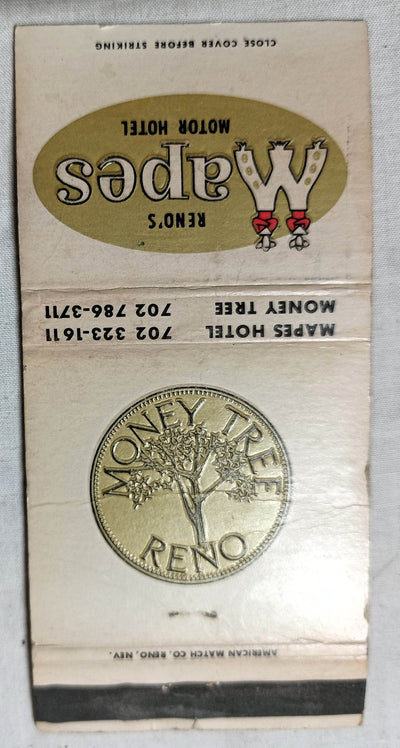 MAPES HOTEL 702 323-1611
MONEY TREE 702 786-3711
RENO'S
Mapes
MOTOR HOTEL
CLOSE COVER BEFORE STRIKING
MONEY TREE
RENO
AMERICAN MATCH CO. RENO, NEV.